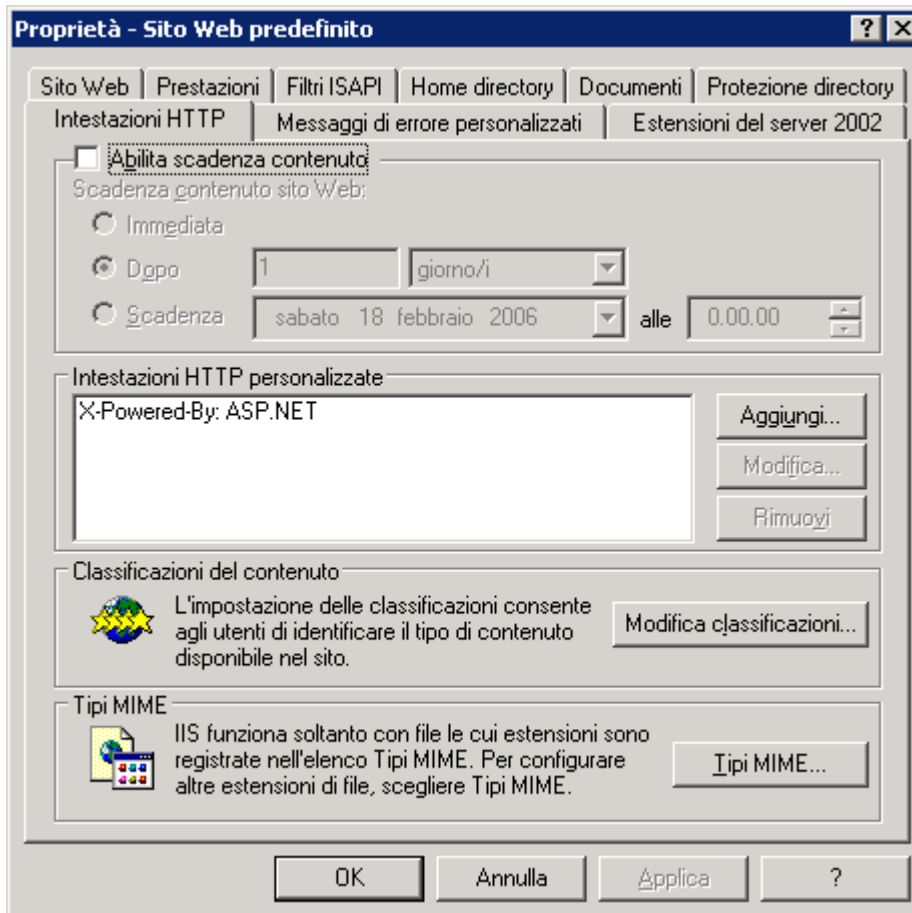 Proprietà - Sito Web predefinito
Sito Web
Prestazioni
Filtri ISAPI
Home directory
Documenti
Protezione directory
Intestazioni HTTP
Messaggi di errore personalizzati
Estensioni del server 2002
Abilita scadenza contenuto
Scadenza contenuto sito Web:
Immediata
Dopo
1
giorno/i
Scadenza
sabato 18 febbraio 2006
alle
0.00.00
Intestazioni HTTP personalizzate
X-Powered-By: ASP.NET
Aggiungi...
Modifica...
Rimuovi
Classificazioni del contenuto
L'impostazione delle classificazioni consente
agli utenti di identificare il tipo di contenuto
disponibile nel sito.
Modifica classificazioni...
Tipi MIME
IIS funziona soltanto con file le cui estensioni sono
registrate nell'elenco Tipi MIME. Per configurare
altre estensioni di file, scegliere Tipi MIME.
Tipi MIME...
OK
Annulla
Applica
?